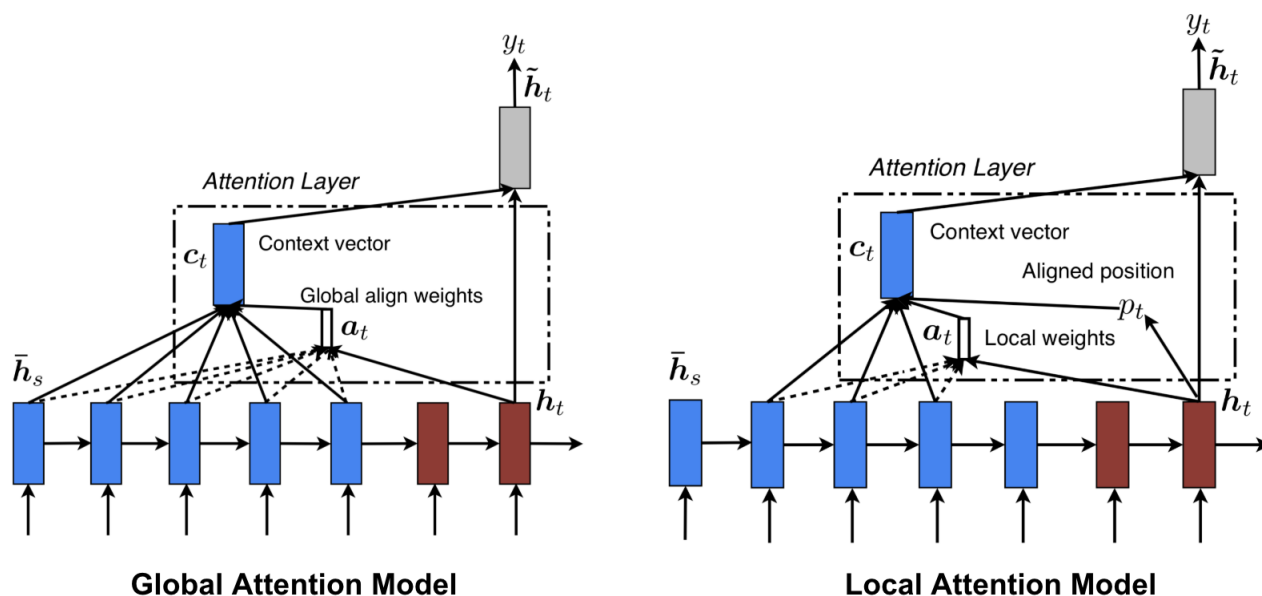 y_t
h̃_t
Attention Layer
c_t
Context vector
Global align weights
a_t
h̄_s
h_t
Global Attention Model
y_t
h̃_t
Attention Layer
c_t
Context vector
Aligned position
p_t
a_t
Local weights
h̄_s
h_t
Local Attention Model